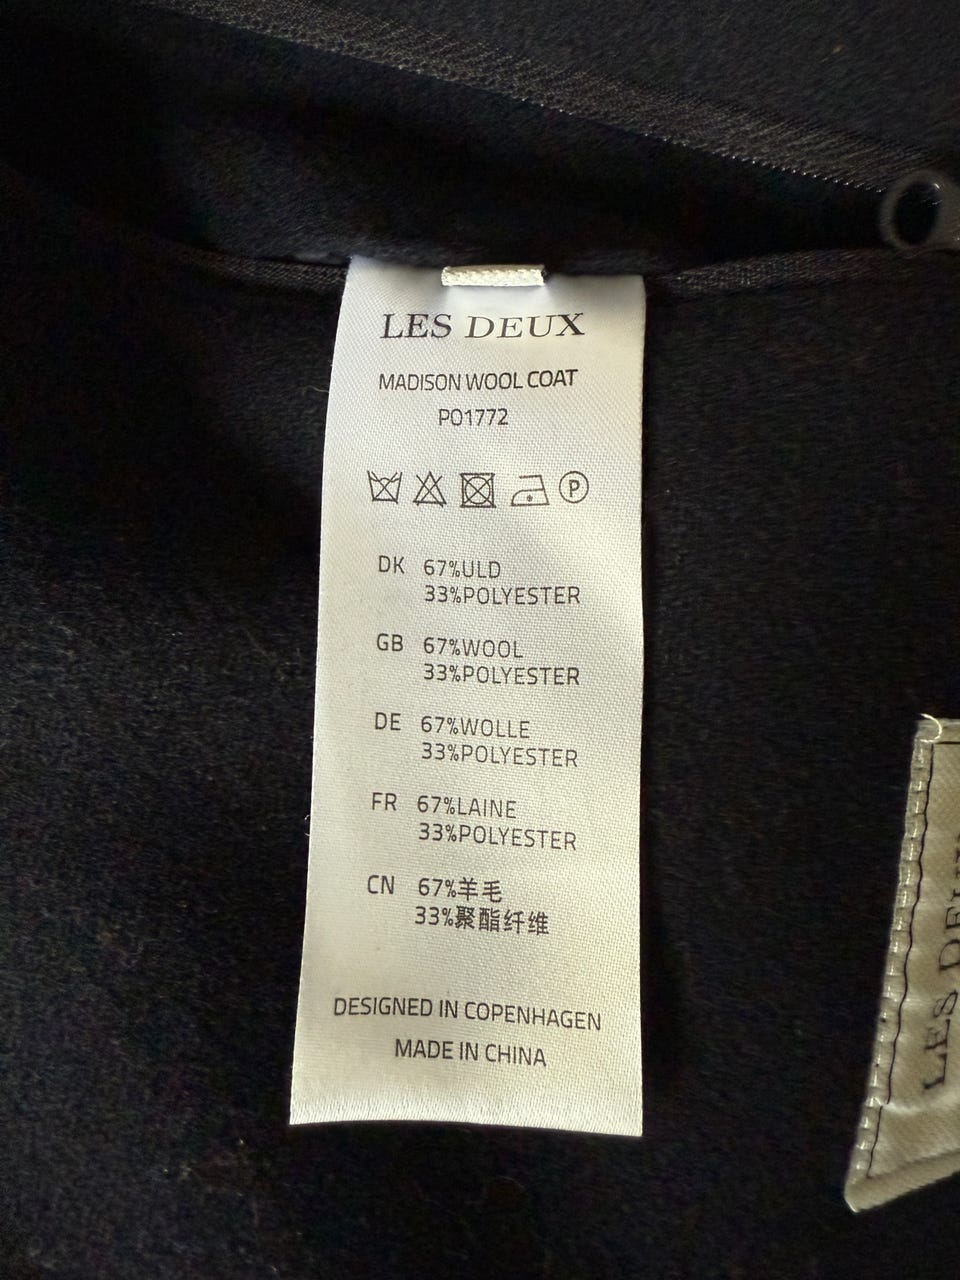 LES DEUX
MADISON WOOL COAT
PO1772
P
DK 67%ULD
33%POLYESTER
GB 67%WOOL
33%POLYESTER
DE 67%WOLLE
33%POLYESTER
FR 67%LAINE
33%POLYESTER
CN 67%羊毛
33%聚酯纤维
DESIGNED IN COPENHAGEN
MADE IN CHINA
LES